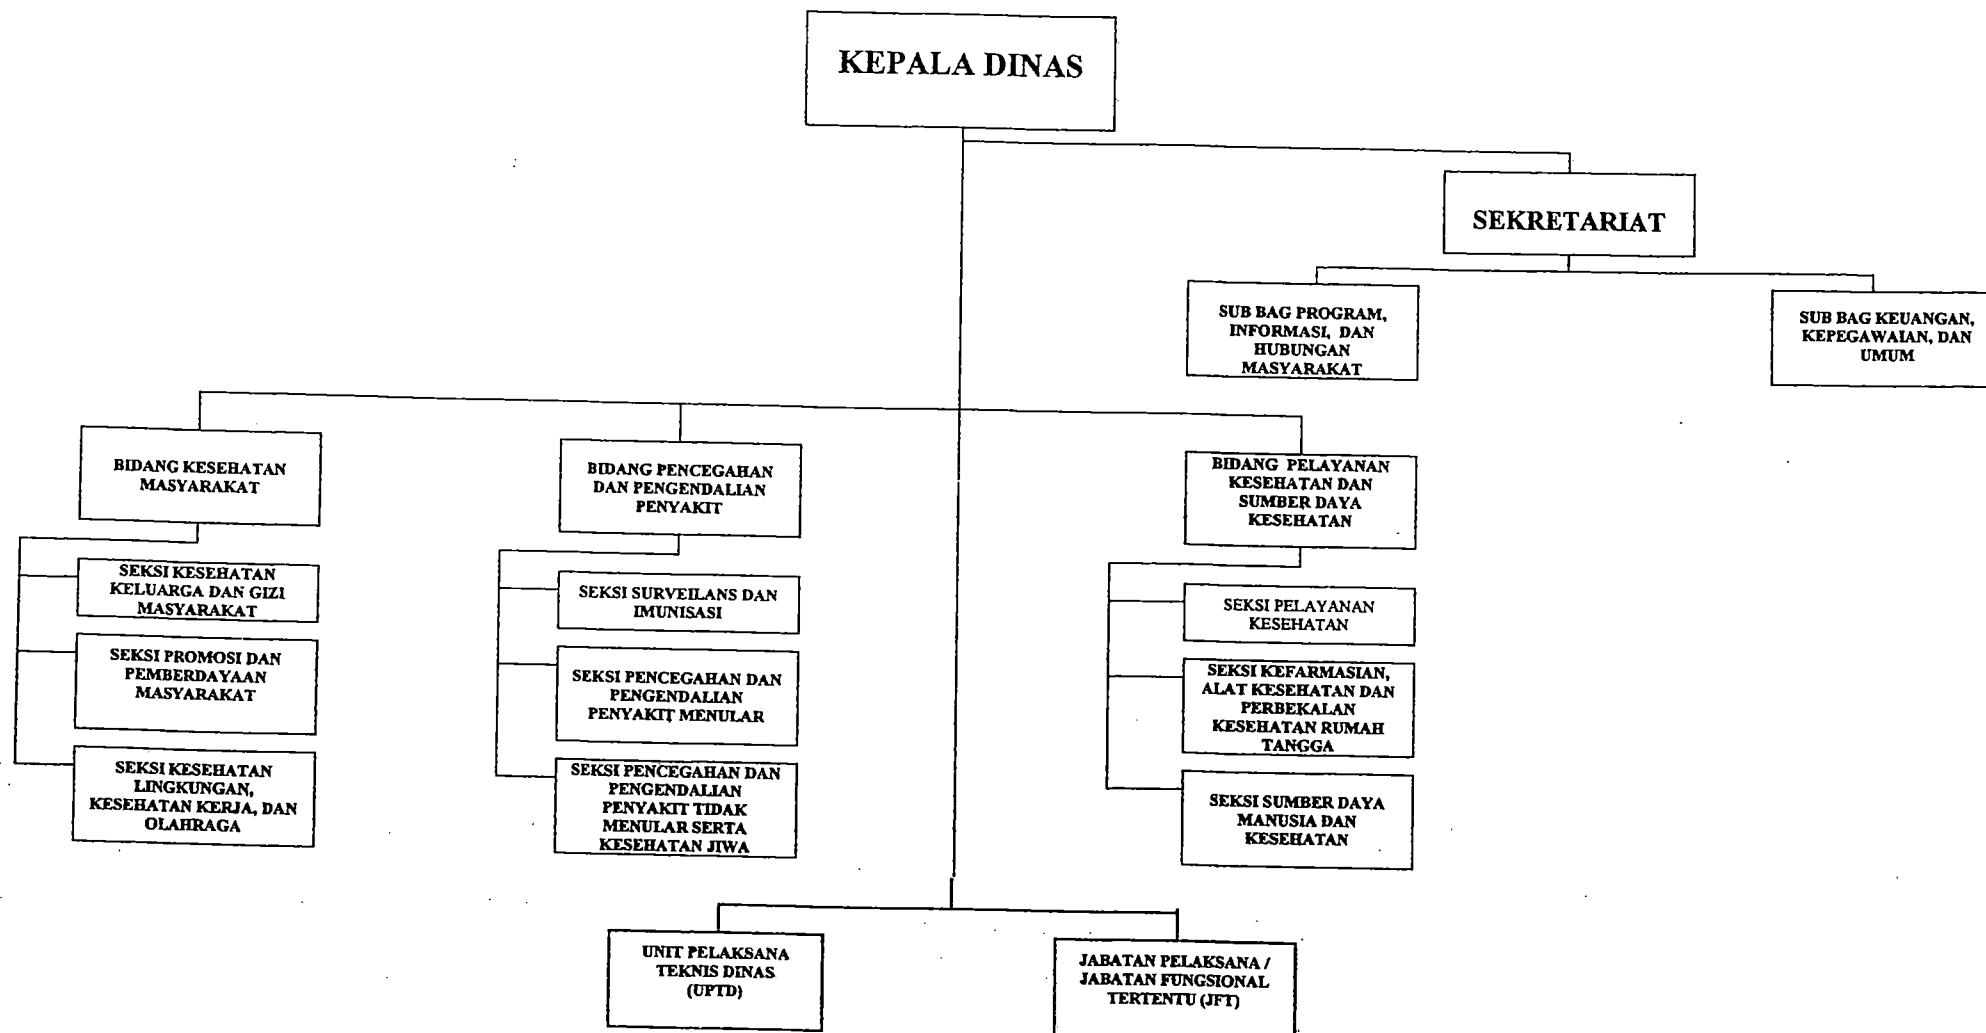 KEPALA DINAS
SEKRETARIAT
SUB BAG PROGRAM,
INFORMASI, DAN
HUBUNGAN
MASYARAKAT
SUB BAG KEUANGAN,
KEPEGAWAIAN, DAN
UMUM
BIDANG KESEHATAN
MASYARAKAT
SEKSI KESEHATAN
KELUARGA DAN GIZI
MASYARAKAT
SEKSI PROMOSI DAN
PEMBERDAYAAN
MASYARAKAT
SEKSI KESEHATAN
LINGKUNGAN,
KESEHATAN KERJA, DAN
OLAHRAGA
BIDANG PENCEGAHAN
DAN PENGENDALIAN
PENYAKIT
SEKSI SURVEILANS DAN
IMUNISASI
SEKSI PENCEGAHAN DAN
PENGENDALIAN
PENYAKIT MENULAR
SEKSI PENCEGAHAN DAN
PENGENDALIAN
PENYAKIT TIDAK
MENULAR SERTA
KESEHATAN JIWA
BIDANG PELAYANAN
KESEHATAN DAN
SUMBER DAYA
KESEHATAN
SEKSI PELAYANAN
KESEHATAN
SEKSI KEFARMASIAN,
ALAT KESEHATAN DAN
PERBEKALAN
KESEHATAN RUMAH
TANGGA
SEKSI SUMBER DAYA
MANUSIA DAN
KESEHATAN
UNIT PELAKSANA
TEKNIS DINAS
(UPTD)
JABATAN PELAKSANA /
JABATAN FUNGSIONAL
TERTENTU (JFT)